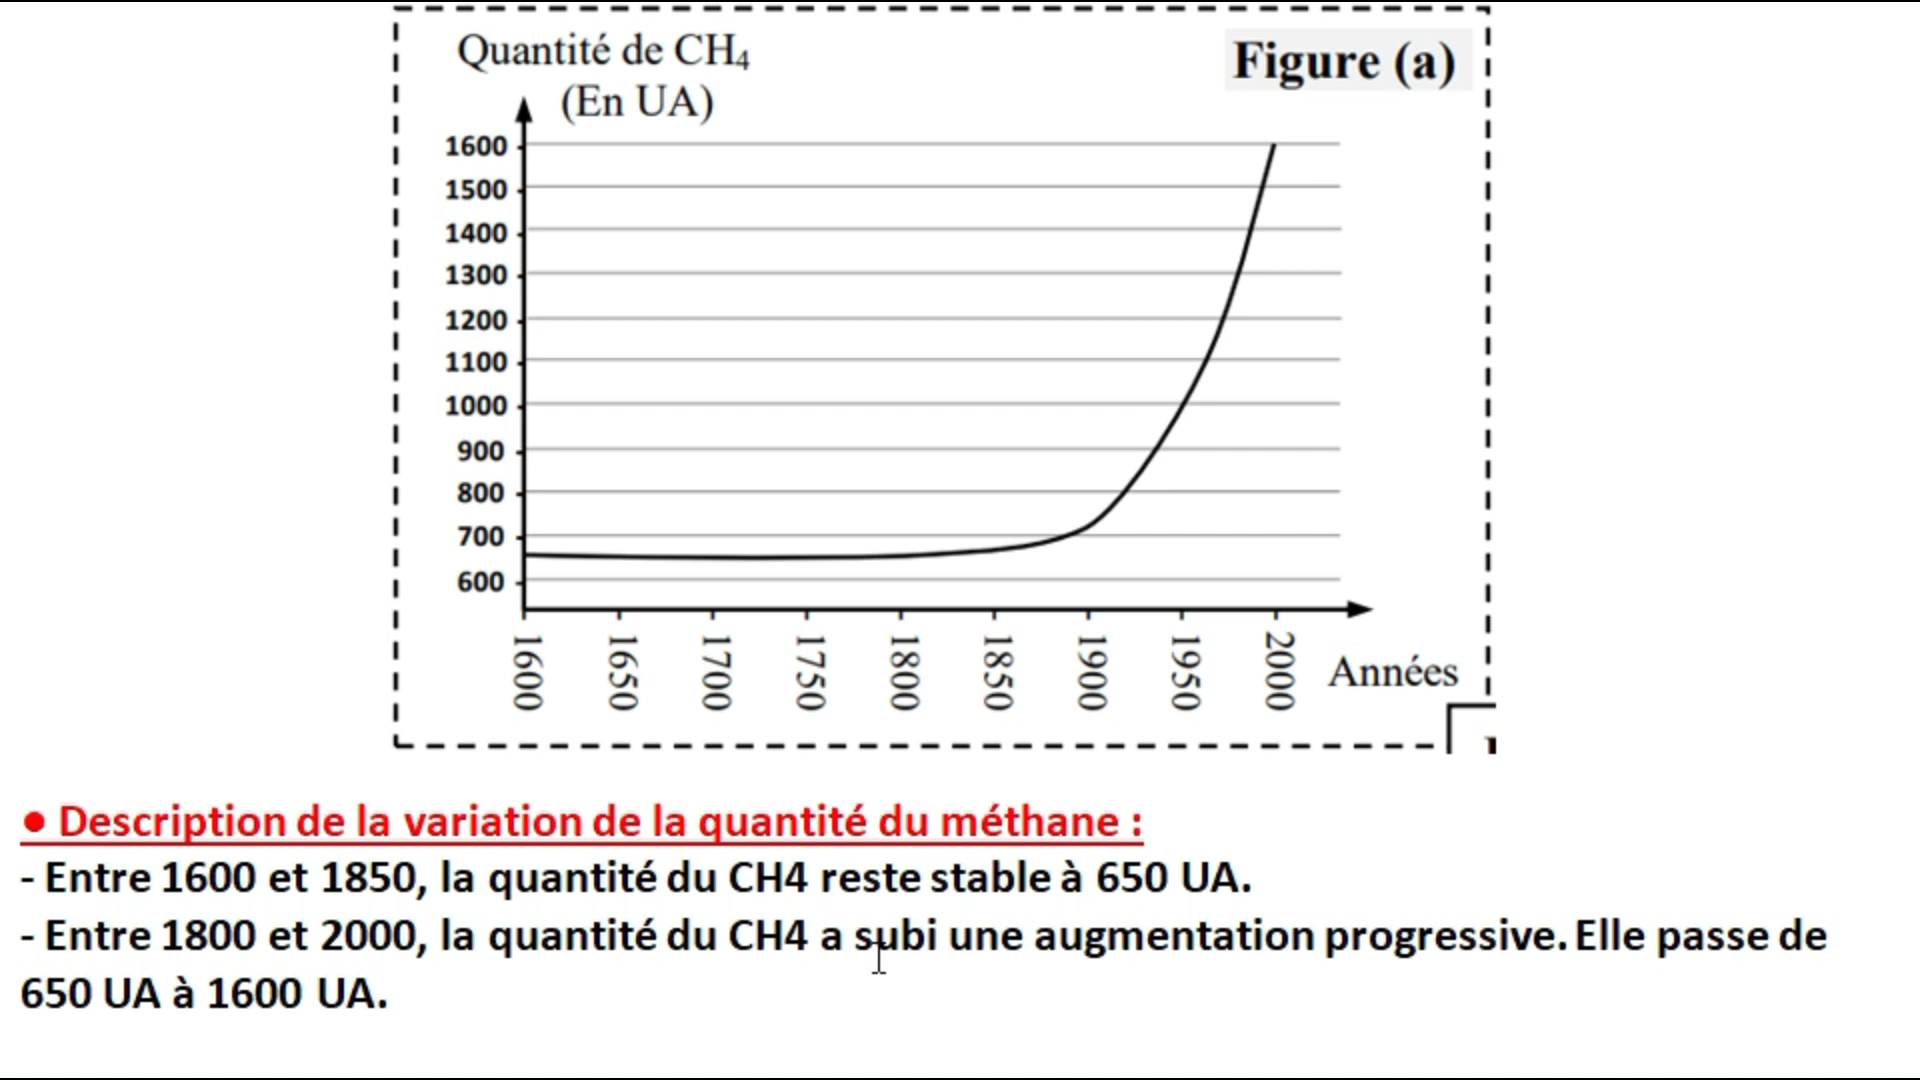 Quantité de CH₄
(En UA)
Figure (a)
1600
1500
1400
1300
1200
1100
1000
900
800
700
600
1600 1650 1700 1750 1800 1850 1900 1950 2000
Années
● Description de la variation de la quantité du méthane :
- Entre 1600 et 1850, la quantité du CH4 reste stable à 650 UA.
- Entre 1800 et 2000, la quantité du CH4 a subi une augmentation progressive. Elle passe de
650 UA à 1600 UA.